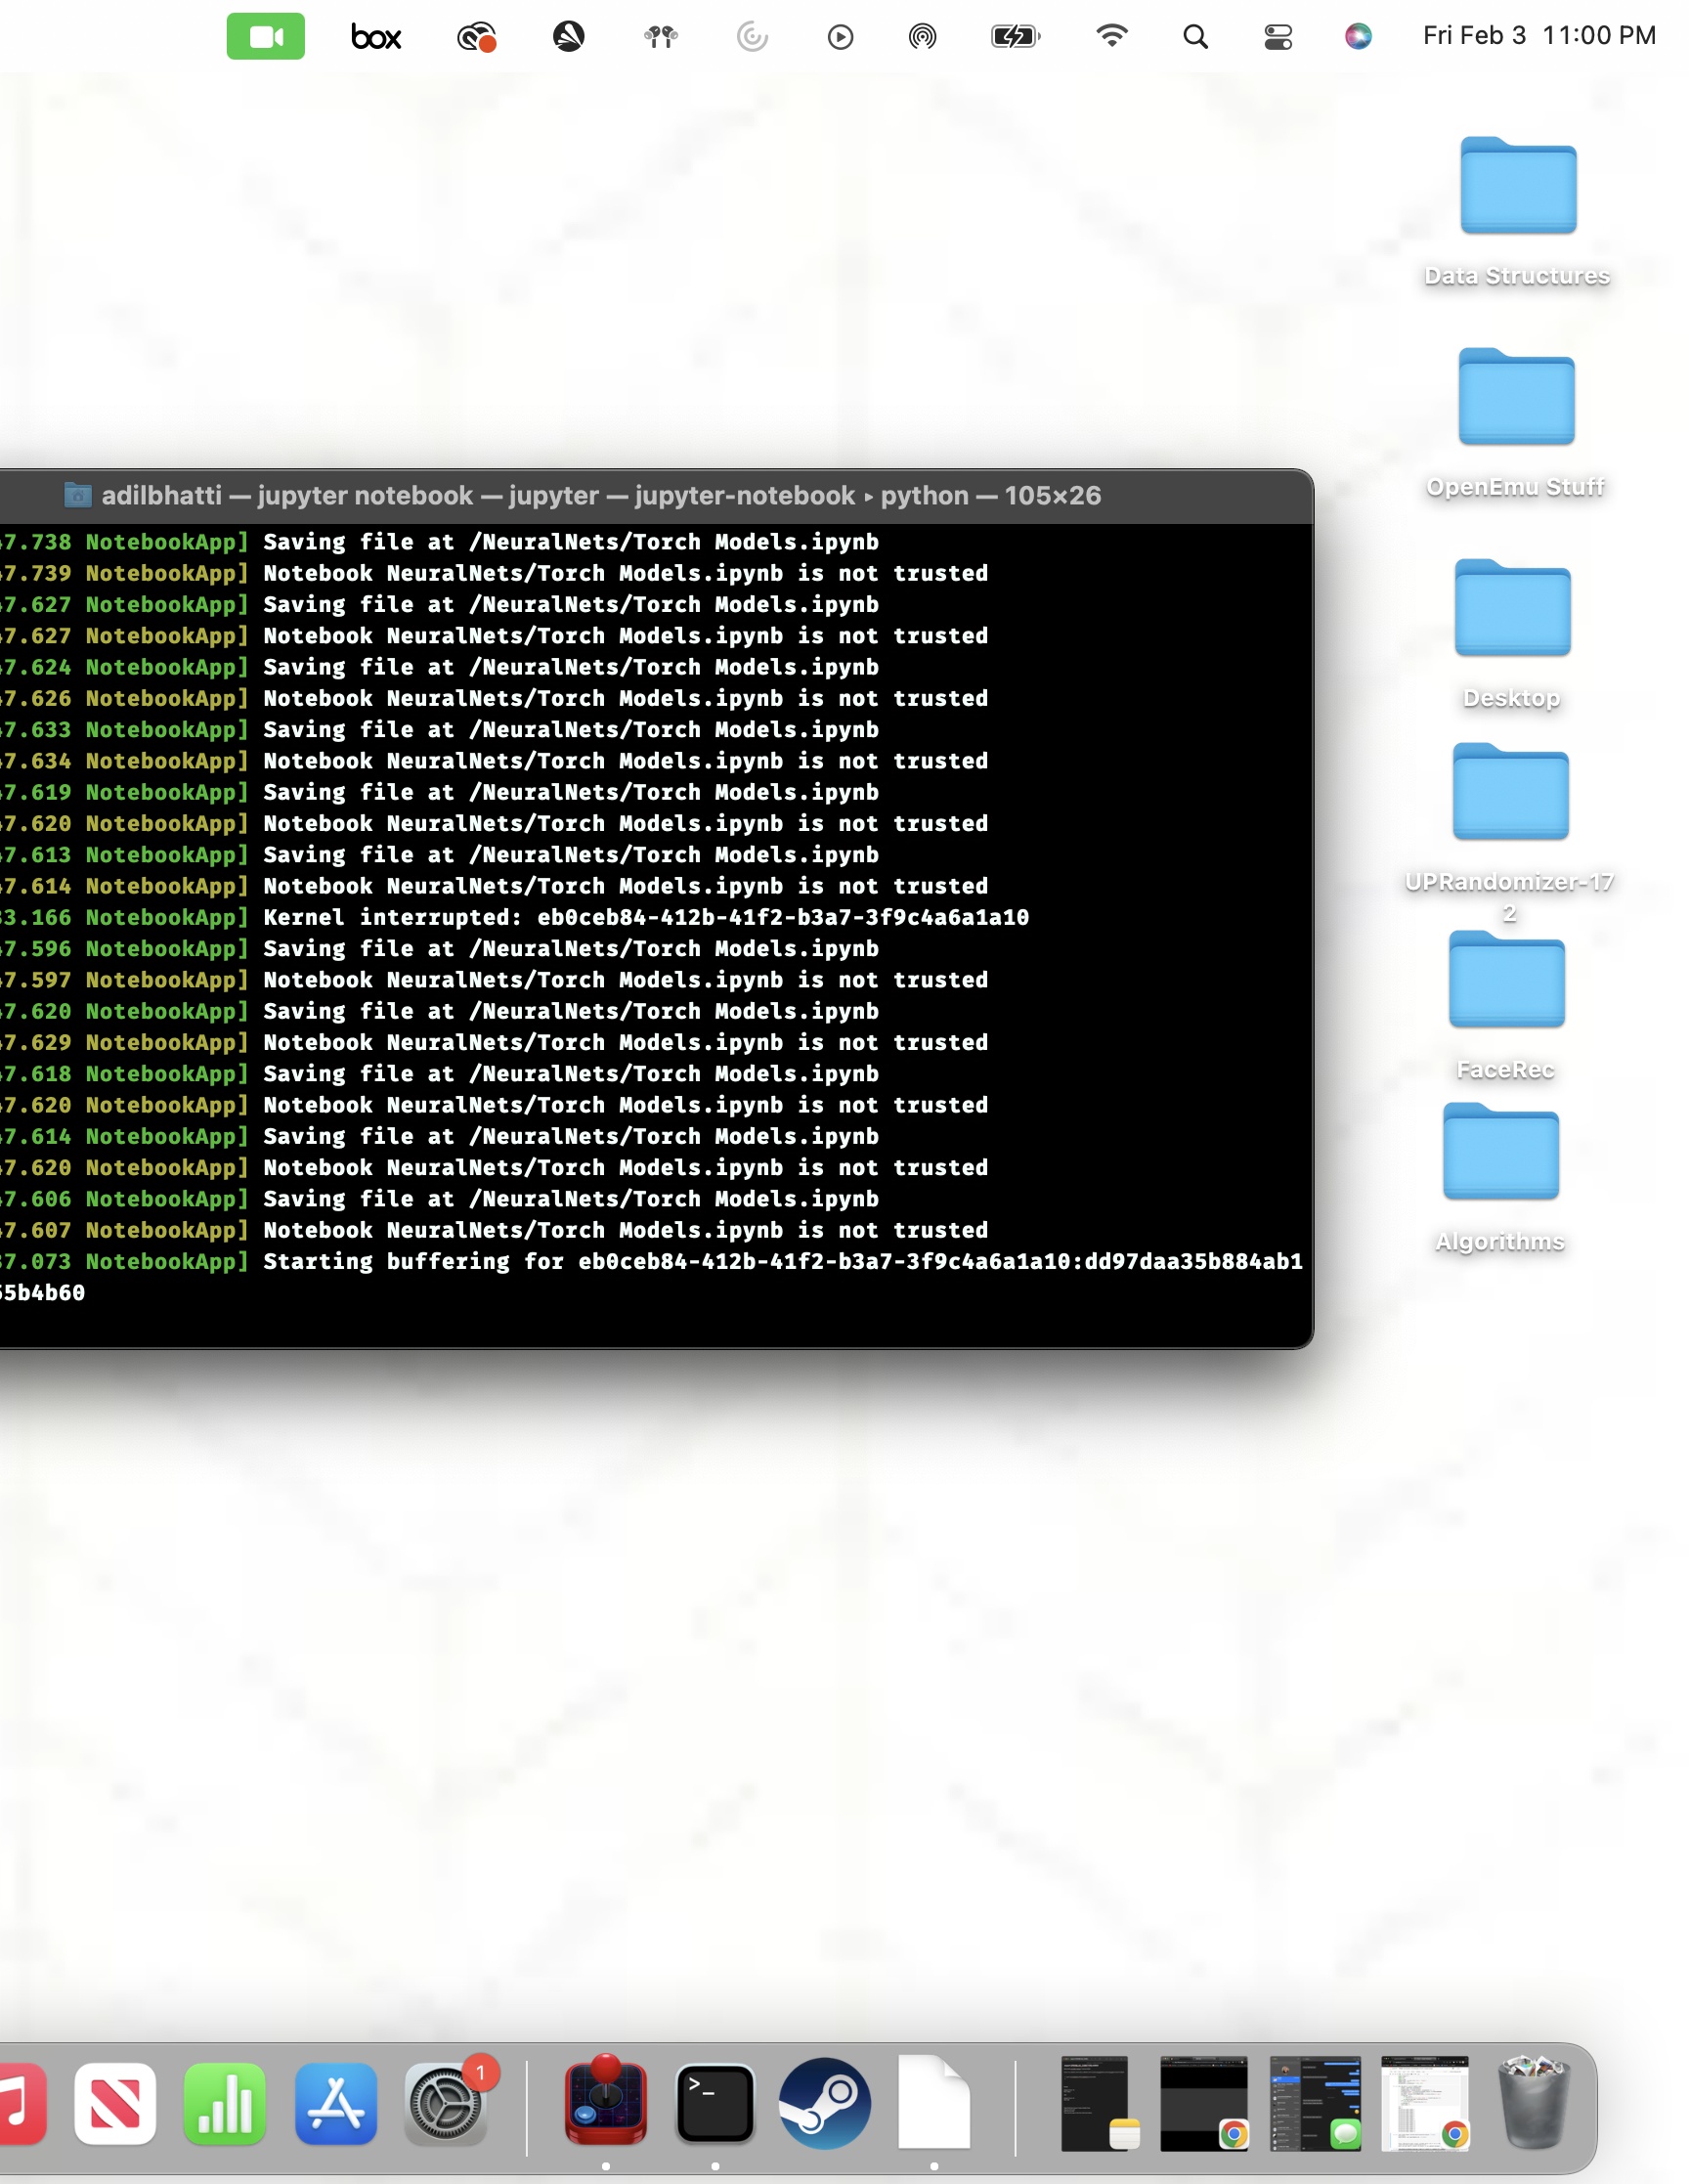 box
Fri Feb 3 11:00 PM
Data Structures
OpenEmu Stuff
adilbhatti — jupyter notebook — jupyter — jupyter-notebook ▸ python — 105×26
7.738 NotebookApp] Saving file at /NeuralNets/Torch Models.ipynb
7.739 NotebookApp] Notebook NeuralNets/Torch Models.ipynb is not trusted
7.627 NotebookApp] Saving file at /NeuralNets/Torch Models.ipynb
7.627 NotebookApp] Notebook NeuralNets/Torch Models.ipynb is not trusted
7.624 NotebookApp] Saving file at /NeuralNets/Torch Models.ipynb
7.626 NotebookApp] Notebook NeuralNets/Torch Models.ipynb is not trusted
7.633 NotebookApp] Saving file at /NeuralNets/Torch Models.ipynb
7.634 NotebookApp] Notebook NeuralNets/Torch Models.ipynb is not trusted
7.619 NotebookApp] Saving file at /NeuralNets/Torch Models.ipynb
7.620 NotebookApp] Notebook NeuralNets/Torch Models.ipynb is not trusted
7.613 NotebookApp] Saving file at /NeuralNets/Torch Models.ipynb
7.614 NotebookApp] Notebook NeuralNets/Torch Models.ipynb is not trusted
3.166 NotebookApp] Kernel interrupted: eb0ceb84-412b-41f2-b3a7-3f9c4a6a1a10
7.596 NotebookApp] Saving file at /NeuralNets/Torch Models.ipynb
7.597 NotebookApp] Notebook NeuralNets/Torch Models.ipynb is not trusted
7.620 NotebookApp] Saving file at /NeuralNets/Torch Models.ipynb
7.629 NotebookApp] Notebook NeuralNets/Torch Models.ipynb is not trusted
7.618 NotebookApp] Saving file at /NeuralNets/Torch Models.ipynb
7.620 NotebookApp] Notebook NeuralNets/Torch Models.ipynb is not trusted
7.614 NotebookApp] Saving file at /NeuralNets/Torch Models.ipynb
7.620 NotebookApp] Notebook NeuralNets/Torch Models.ipynb is not trusted
7.606 NotebookApp] Saving file at /NeuralNets/Torch Models.ipynb
7.607 NotebookApp] Notebook NeuralNets/Torch Models.ipynb is not trusted
7.073 NotebookApp] Starting buffering for eb0ceb84-412b-41f2-b3a7-3f9c4a6a1a10:dd97daa35b884ab1
5b4b60
Desktop
UPRandomizer-17
2
FaceRec
Algorithms
1
>_